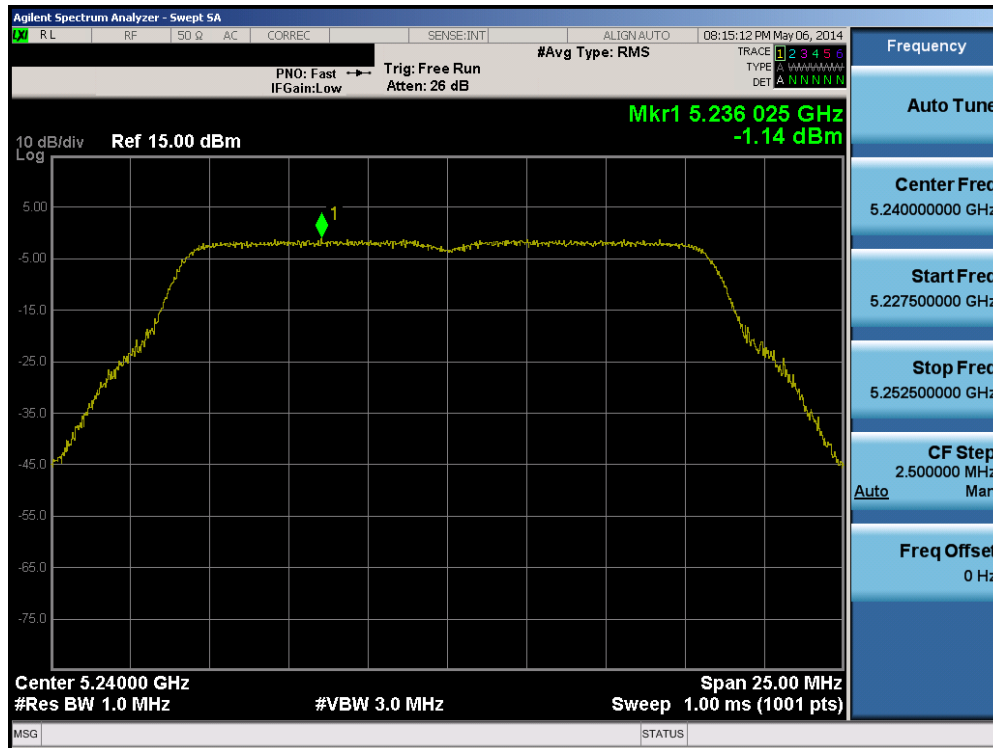 Agilent Spectrum Analyzer - Swept SA
LXI RL RF 50 Ω AC CORREC SENSE:INT ALIGN AUTO 08:15:12 PM May 06, 2014
#Avg Type: RMS
TRACE 1 2 3 4 5 6
TYPE A WWWWW
DET A N N N N N
PNO: Fast
IFGain:Low
Trig: Free Run
Atten: 26 dB
Mkr1 5.236 025 GHz
-1.14 dBm
10 dB/div Ref 15.00 dBm
Log
1
5.00
-5.00
-15.0
-25.0
-35.0
-45.0
-55.0
-65.0
-75.0
Center 5.24000 GHz Span 25.00 MHz
#Res BW 1.0 MHz #VBW 3.0 MHz Sweep 1.00 ms (1001 pts)
MSG STATUS
Frequency
Auto Tune
Center Freq
5.240000000 GHz
Start Freq
5.227500000 GHz
Stop Freq
5.252500000 GHz
CF Step
2.500000 MHz
Auto Man
Freq Offset
0 Hz